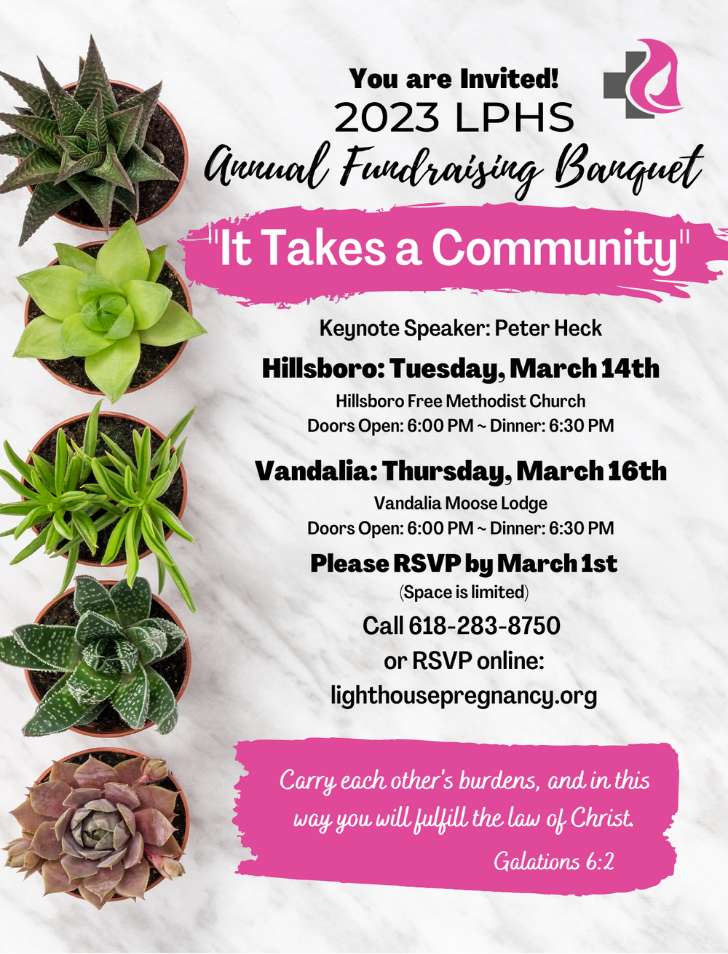 You are Invited!
2023 LPHS
Annual Fundraising Banquet
"It Takes a Community"
Keynote Speaker: Peter Heck
Hillsboro: Tuesday, March 14th
Hillsboro Free Methodist Church
Doors Open: 6:00 PM ~ Dinner: 6:30 PM
Vandalia: Thursday, March 16th
Vandalia Moose Lodge
Doors Open: 6:00 PM ~ Dinner: 6:30 PM
Please RSVP by March 1st
(Space is limited)
Call 618-283-8750
or RSVP online:
lighthousepregnancy.org
Carry each other's burdens, and in this
way you will fulfill the law of Christ.
Galations 6:2